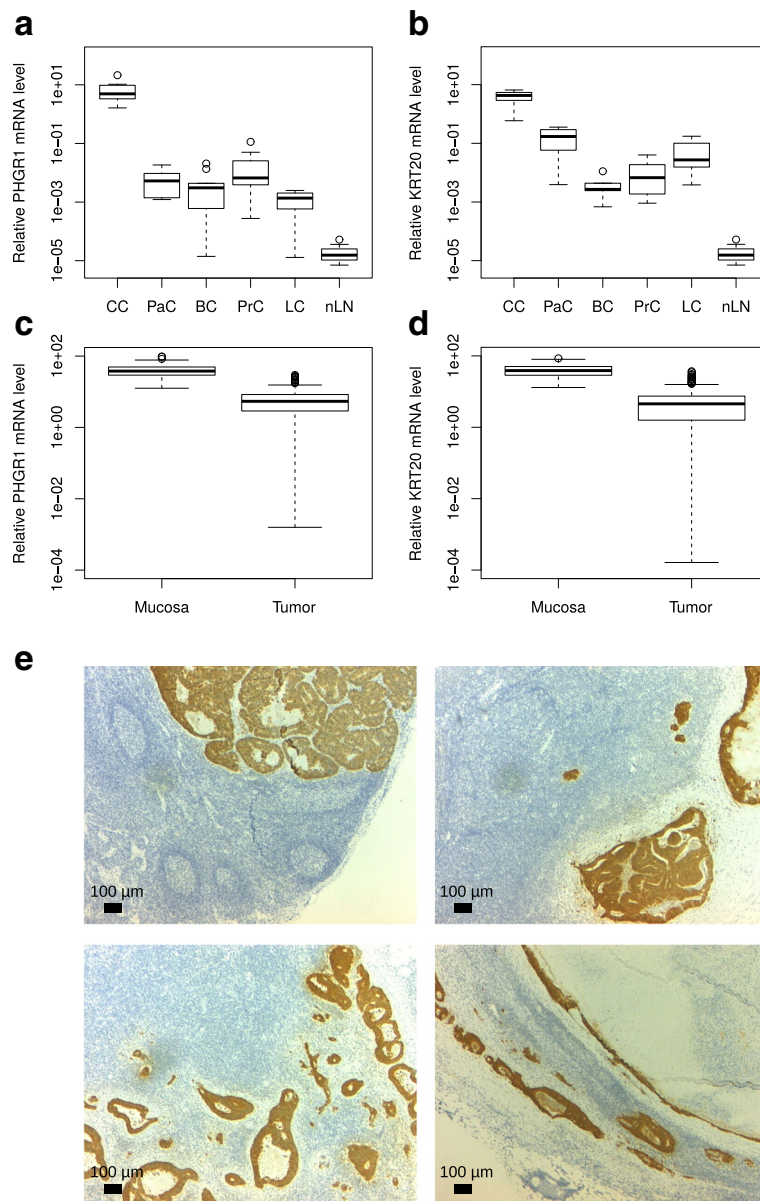 a
Relative PHGR1 mRNA level
1e+01
1e-01
1e-03
1e-05
CC PaC BC PrC LC nLN
b
Relative KRT20 mRNA level
1e+01
1e-01
1e-03
1e-05
CC PaC BC PrC LC nLN
c
Relative PHGR1 mRNA level
1e+02
1e+00
1e-02
1e-04
Mucosa Tumor
d
Relative KRT20 mRNA level
1e+02
1e+00
1e-02
1e-04
Mucosa Tumor
e
100 µm
100 µm
100 µm
100 µm